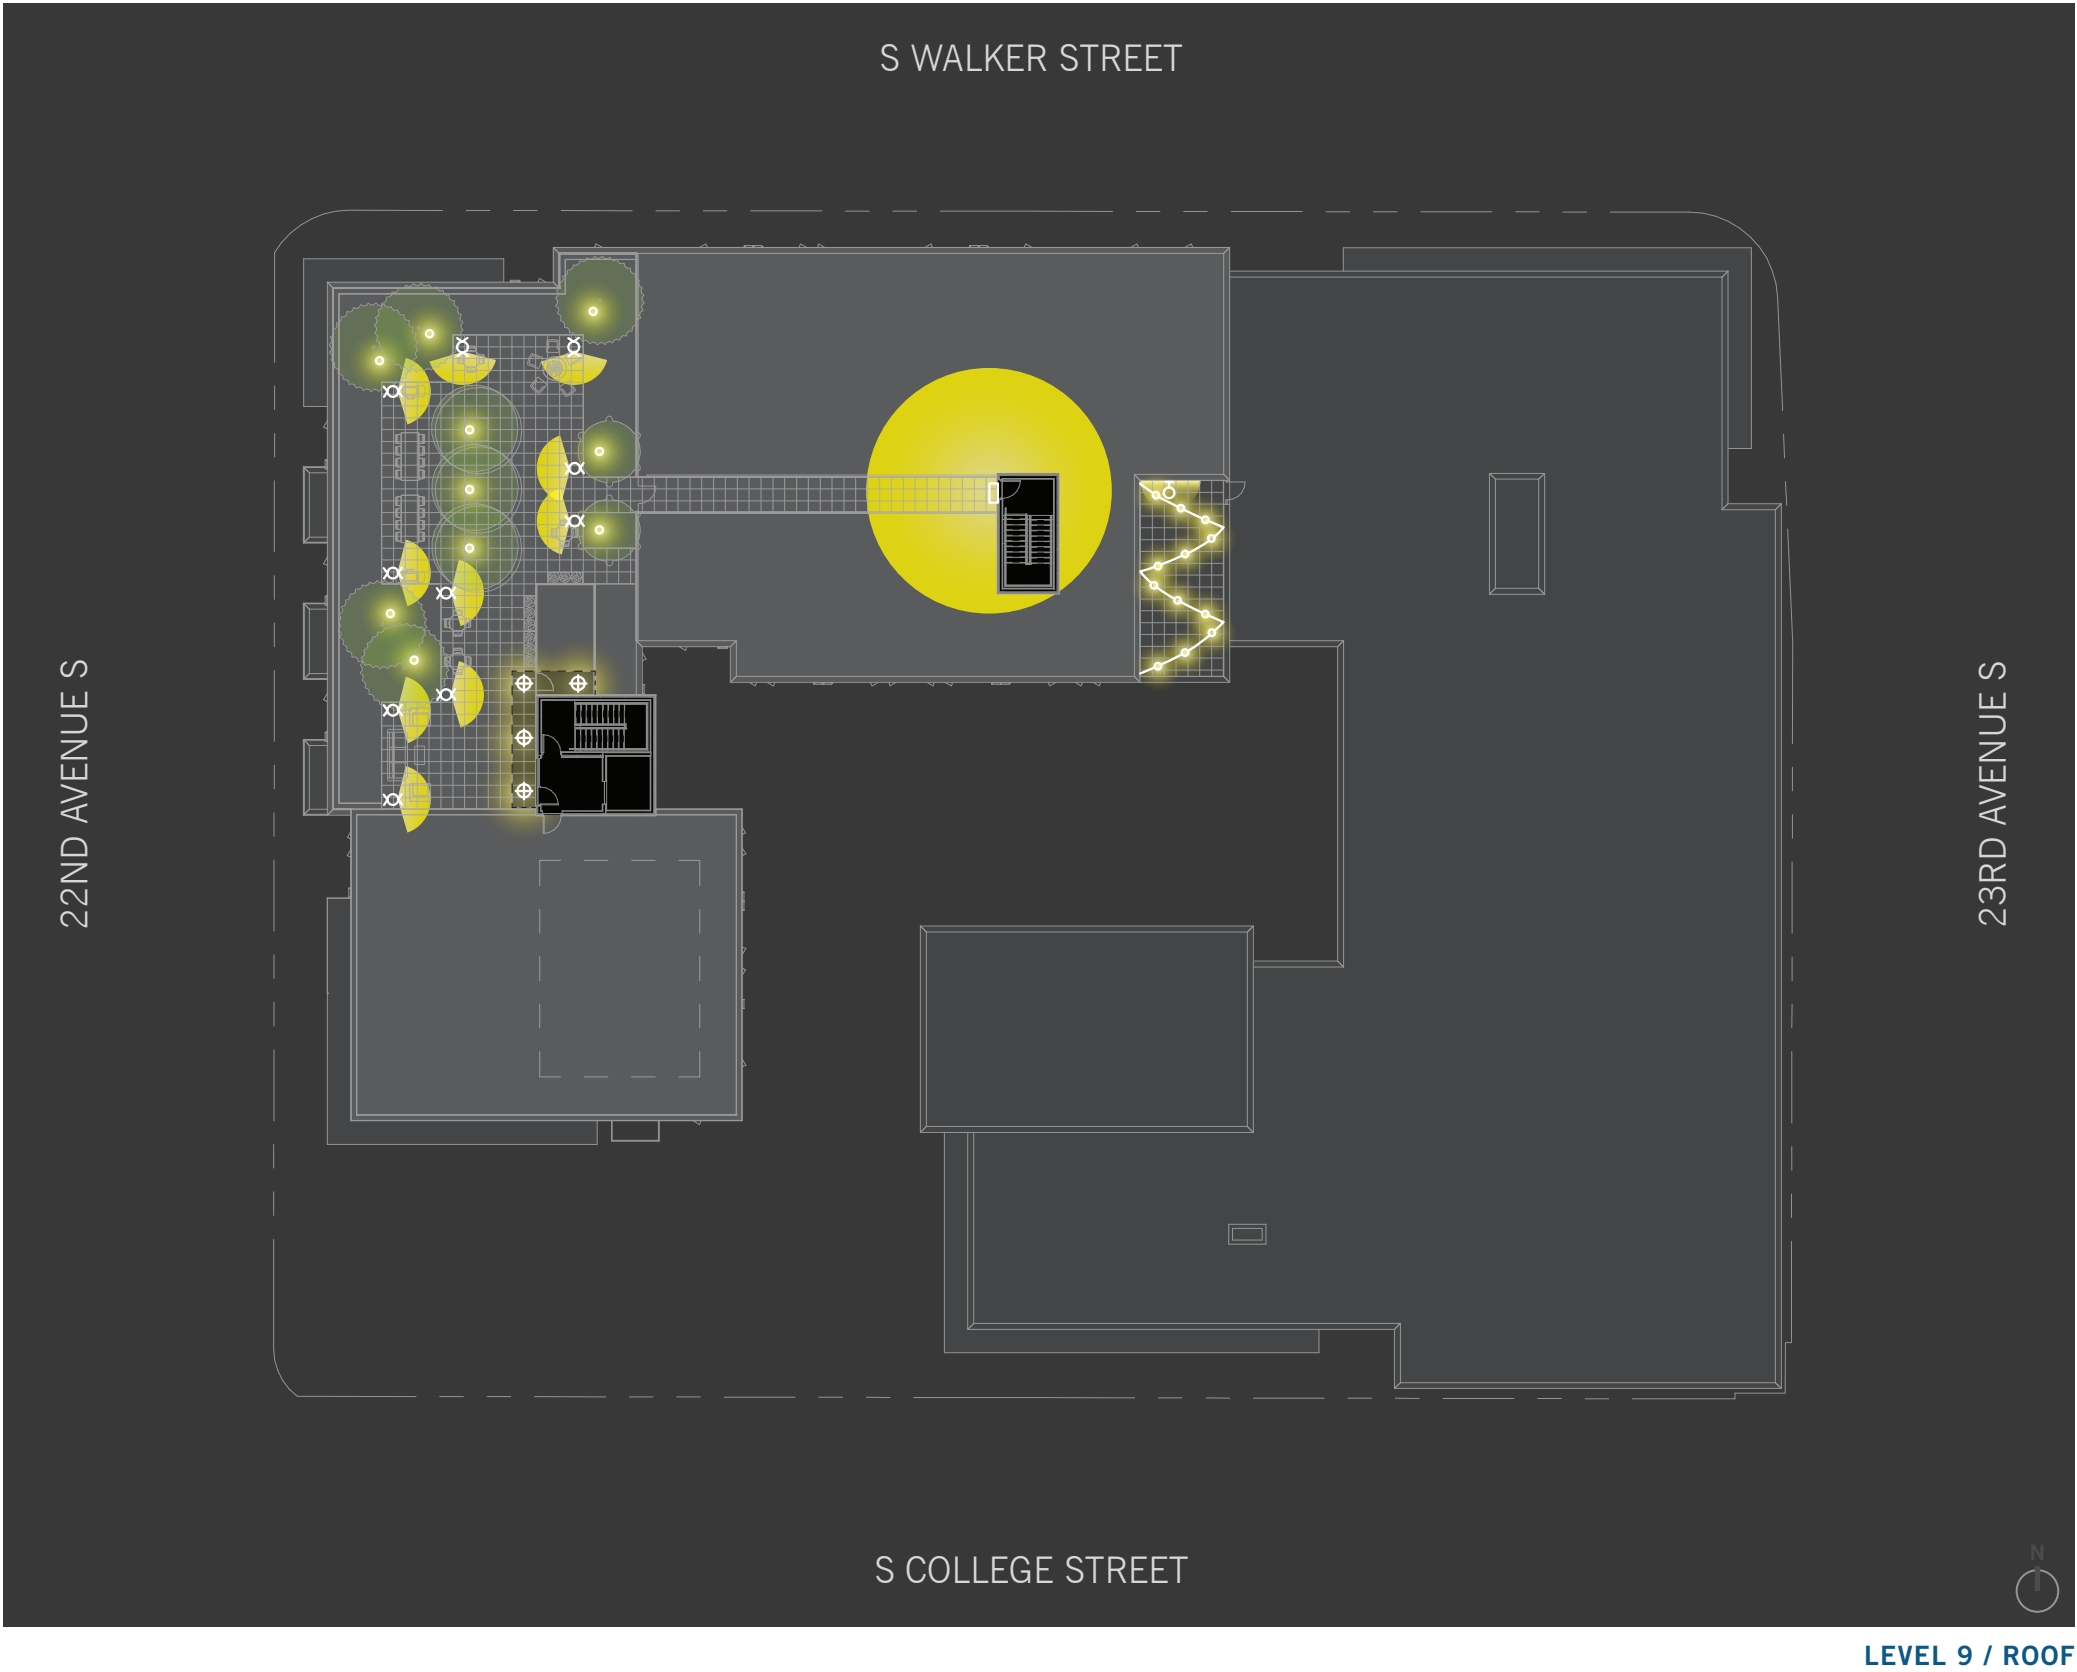 S WALKER STREET
22ND AVENUE S
23RD AVENUE S
S COLLEGE STREET
N
LEVEL 9 / ROOF